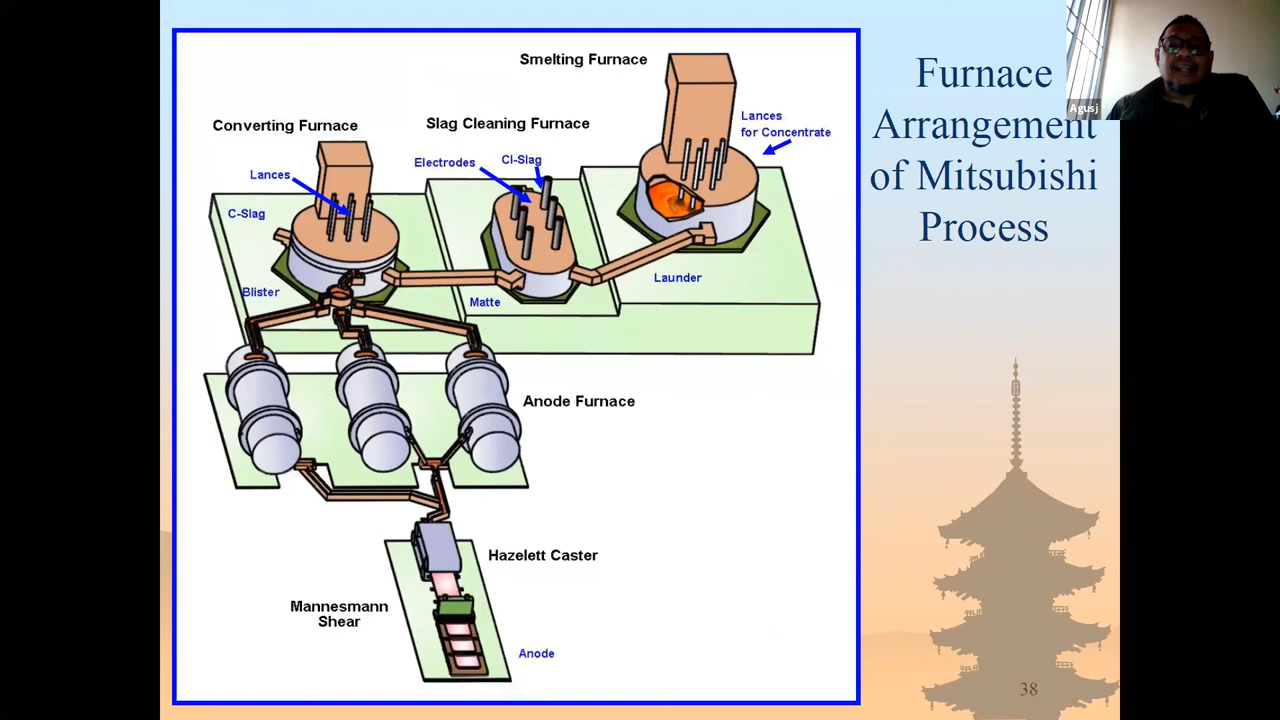 Furnace
Arrangement
of Mitsubishi
Process
Agusj
Smelting Furnace
Converting Furnace
Slag Cleaning Furnace
Lances
for Concentrate
Electrodes
Cl-Slag
Lances
C-Slag
Launder
Blister
Matte
Anode Furnace
Hazelett Caster
Mannesmann
Shear
Anode
38